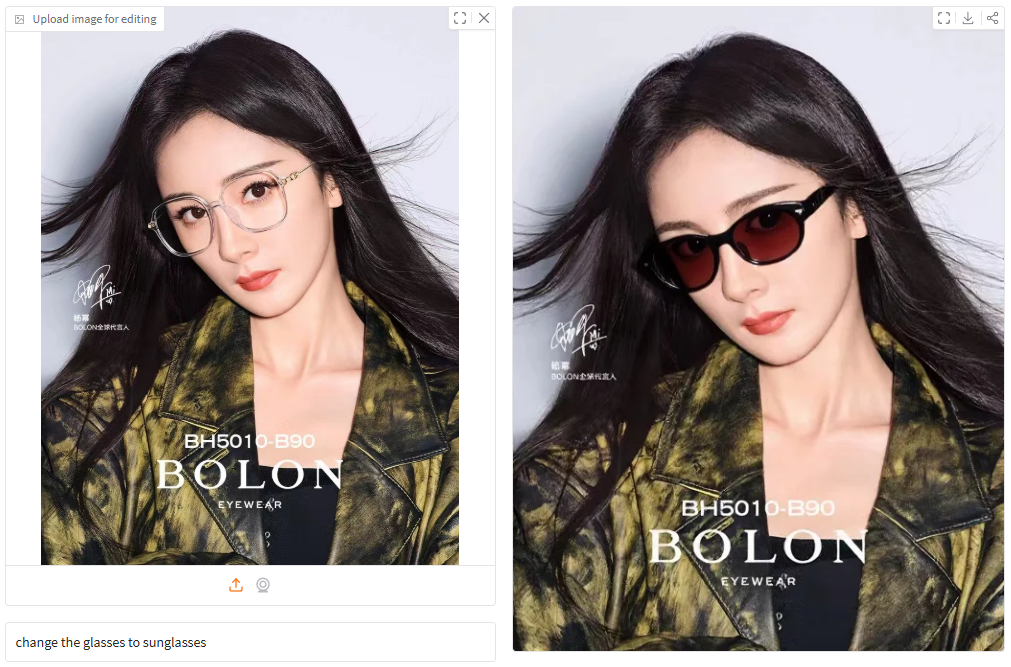 Upload image for editing
杨幂
BOLON全球代言人
BH5010-B90
BOLON
EYEWEAR
change the glasses to sunglasses
Mi
BOLON全球代言人
BH5010-B90
BOLON
EYEWEAR